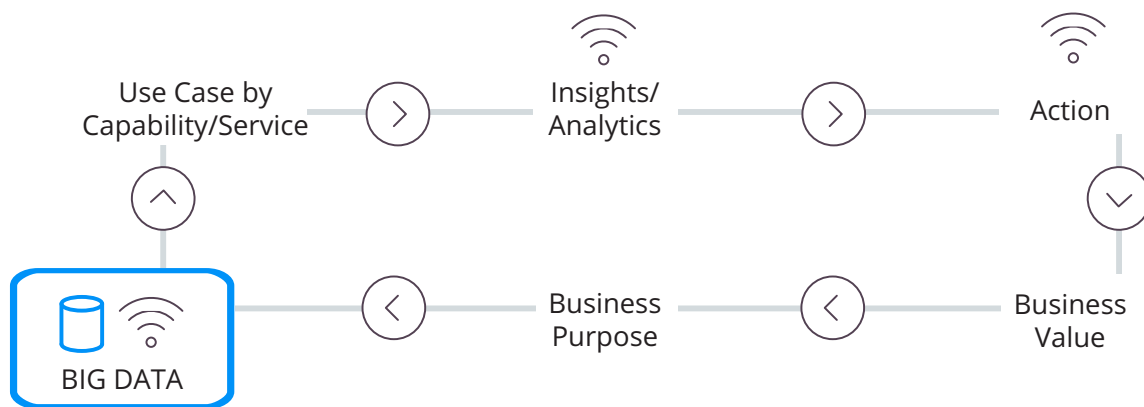 Use Case by
Capability/Service
Insights/
Analytics
Action
BIG DATA
Business
Purpose
Business
Value